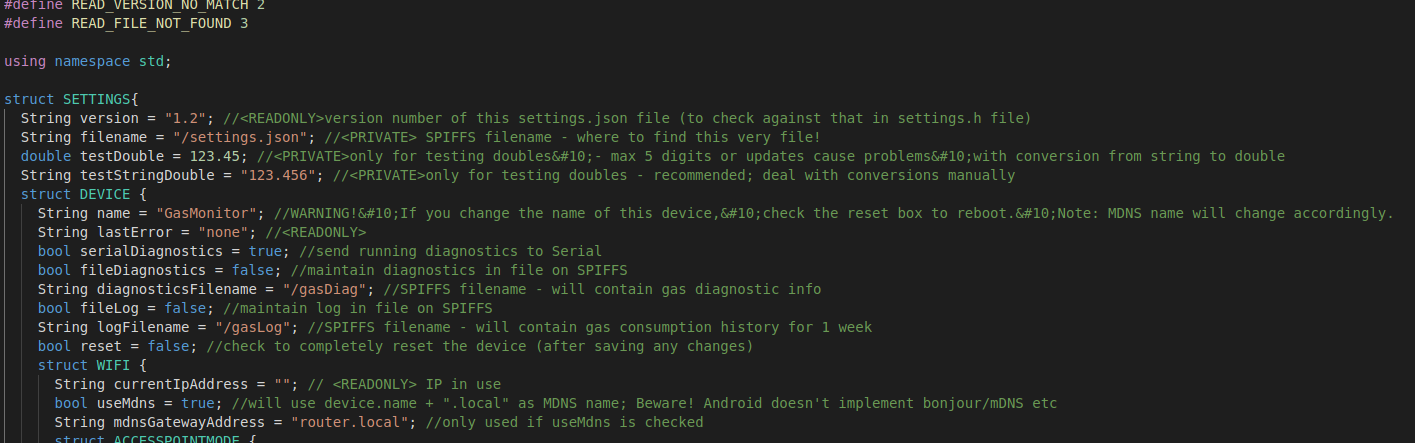 #define READ_VERSION_NO_MATCH 2
#define READ_FILE_NOT_FOUND 3
using namespace std;
struct SETTINGS{
String version = "1.2"; //<READONLY>version number of this settings.json file (to check against that in settings.h file)
String filename = "/settings.json"; //<PRIVATE> SPIFFS filename - where to find this very file!
double testDouble = 123.45; //<PRIVATE>only for testing doubles&#10;- max 5 digits or updates cause problems&#10;with conversion from string to double
String testStringDouble = "123.456"; //<PRIVATE>only for testing doubles - recommended; deal with conversions manually
struct DEVICE {
String name = "GasMonitor"; //WARNING!&#10;If you change the name of this device,&#10;check the reset box to reboot.&#10;Note: MDNS name will change accordingly.
String lastError = "none"; //<READONLY>
bool serialDiagnostics = true; //send running diagnostics to Serial
bool fileDiagnostics = false; //maintain diagnostics in file on SPIFFS
String diagnosticsFilename = "/gasDiag"; //SPIFFS filename - will contain gas diagnostic info
bool fileLog = false; //maintain log in file on SPIFFS
String logFilename = "/gasLog"; //SPIFFS filename - will contain gas consumption history for 1 week
bool reset = false; //check to completely reset the device (after saving any changes)
struct WIFI {
String currentIpAddress = ""; // <READONLY> IP in use
bool useMdns = true; //will use device.name + ".local" as MDNS name; Beware! Android doesn't implement bonjour/mDNS etc
String mdnsGatewayAddress = "router.local"; //only used if useMdns is checked
struct ACCESSPOINTMODE {